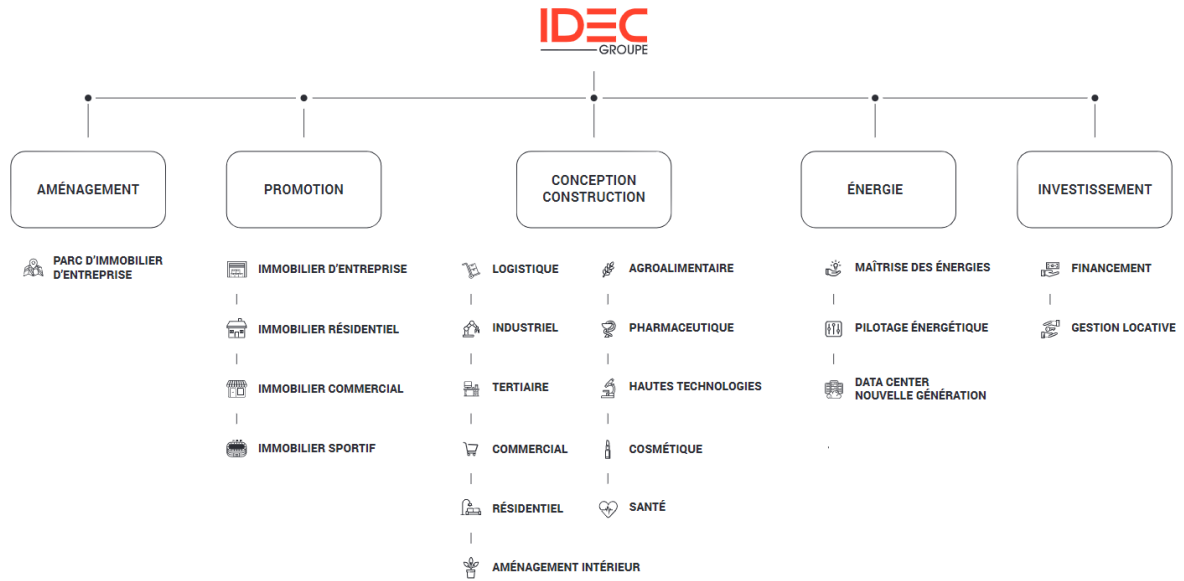 IDEC
GROUPE
AMÉNAGEMENT
PARC D'IMMOBILIER
D'ENTREPRISE
PROMOTION
IMMOBILIER D'ENTREPRISE
IMMOBILIER RÉSIDENTIEL
IMMOBILIER COMMERCIAL
IMMOBILIER SPORTIF
CONCEPTION
CONSTRUCTION
LOGISTIQUE
INDUSTRIEL
TERTIAIRE
COMMERCIAL
RÉSIDENTIEL
AMÉNAGEMENT INTÉRIEUR
AGROALIMENTAIRE
PHARMACEUTIQUE
HAUTES TECHNOLOGIES
COSMÉTIQUE
SANTÉ
ÉNERGIE
MAÎTRISE DES ÉNERGIES
PILOTAGE ÉNERGÉTIQUE
DATA CENTER
NOUVELLE GÉNÉRATION
INVESTISSEMENT
FINANCEMENT
GESTION LOCATIVE